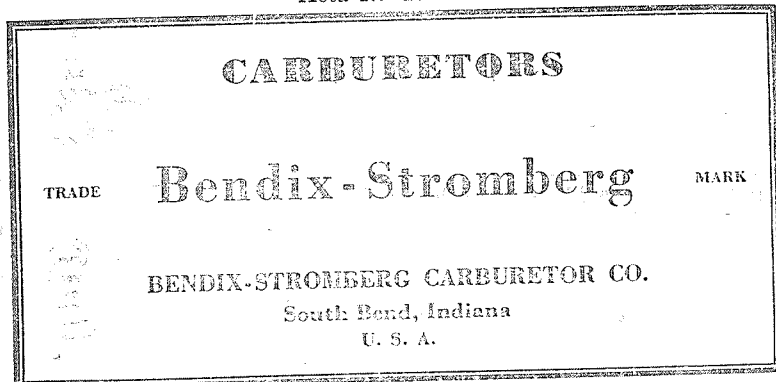 CARBURETORS
TRADE Bendix-Stromberg MARK
BENDIX-STROMBERG CARBURETOR CO.
South Bend, Indiana
U. S. A.